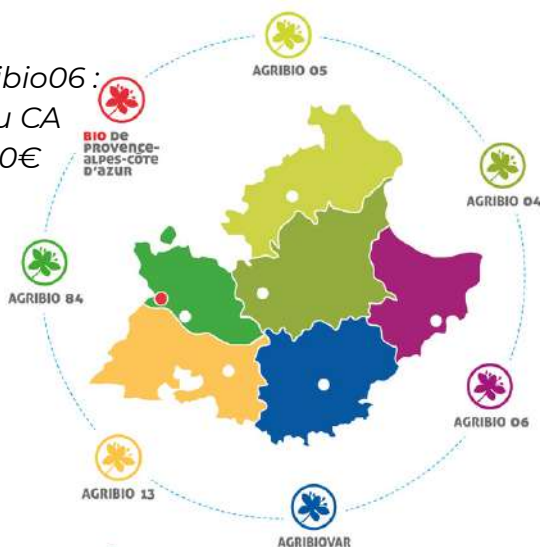 ibio06 :
u CA
0€
AGRIBIO 05
BIO DE
PROVENCE-
ALPES-CÔTE
D'AZUR
AGRIBIO 04
AGRIBIO 84
AGRIBIO 06
AGRIBIO 13
AGRIBIOVAR